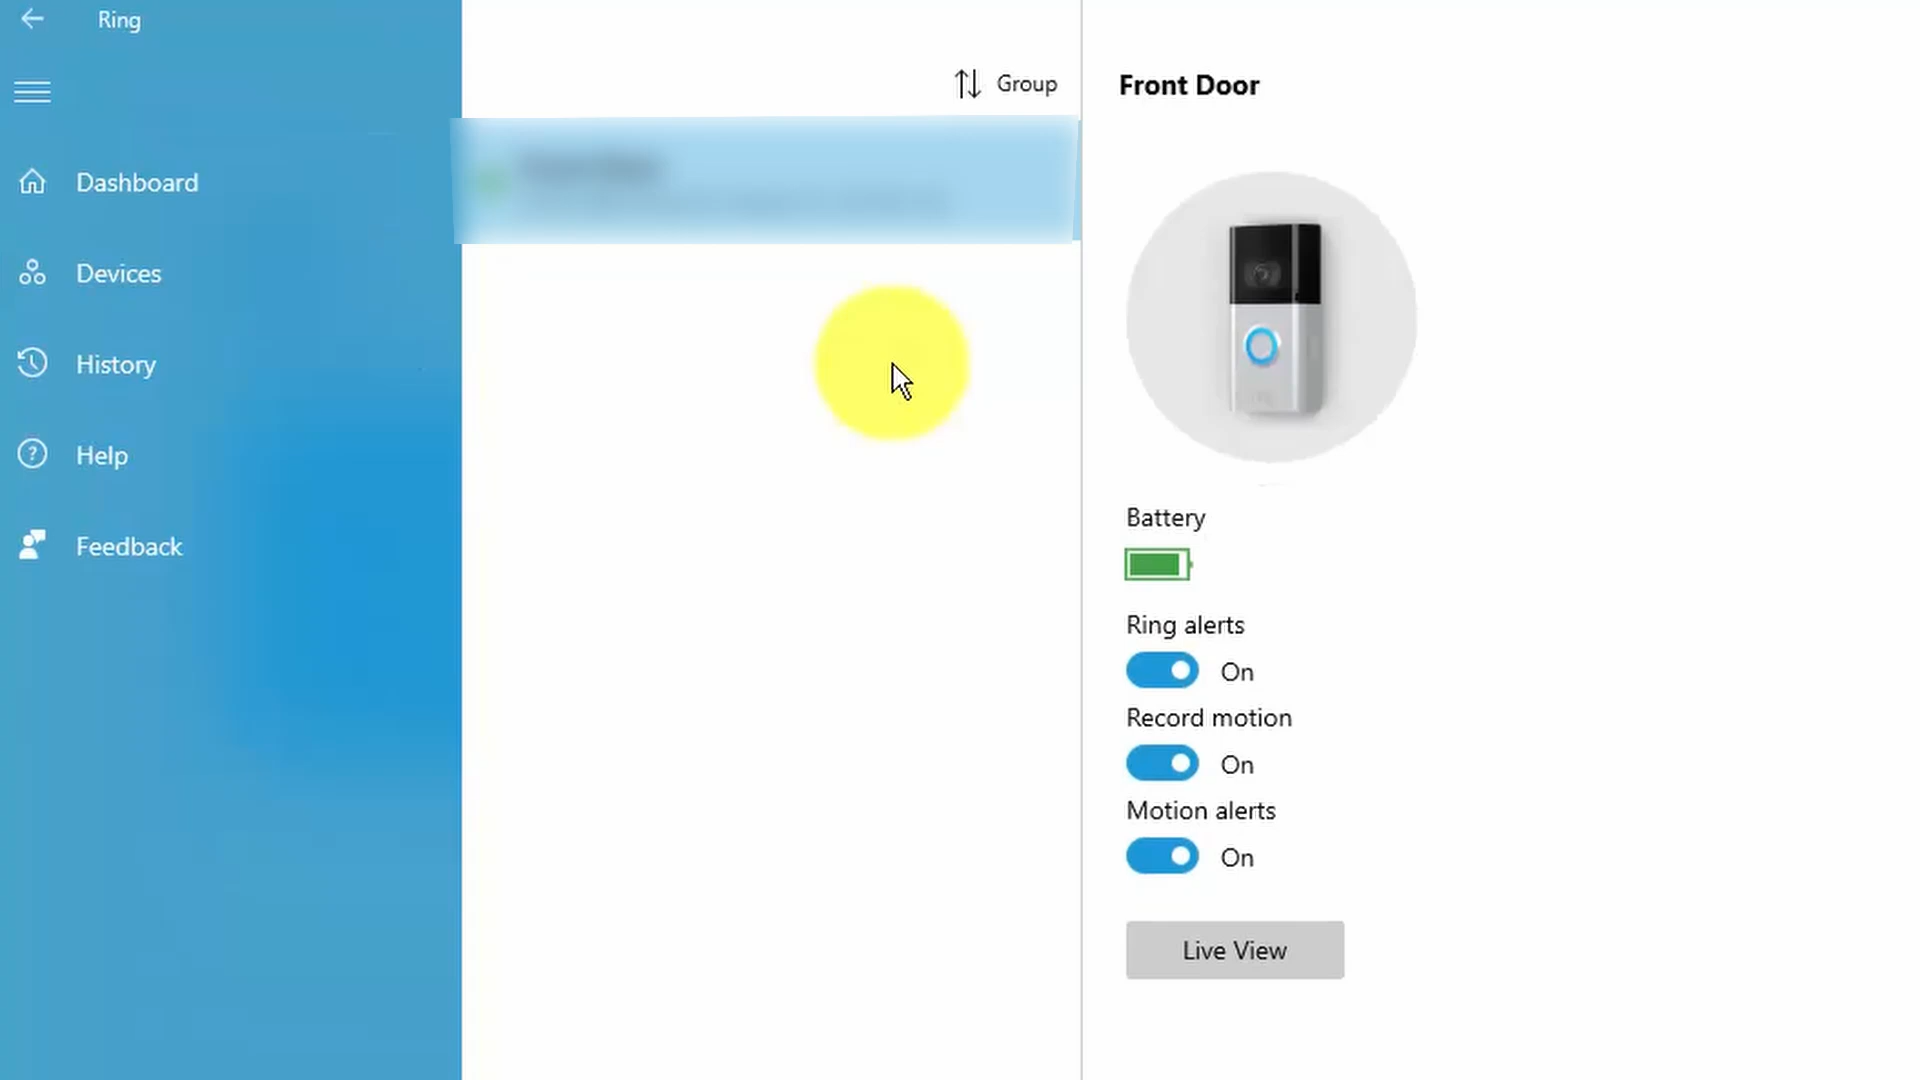 Ring
Group
Front Door
Dashboard
Devices
History
Help
Feedback
Battery
Ring alerts
On
Record motion
On
Motion alerts
On
Live View